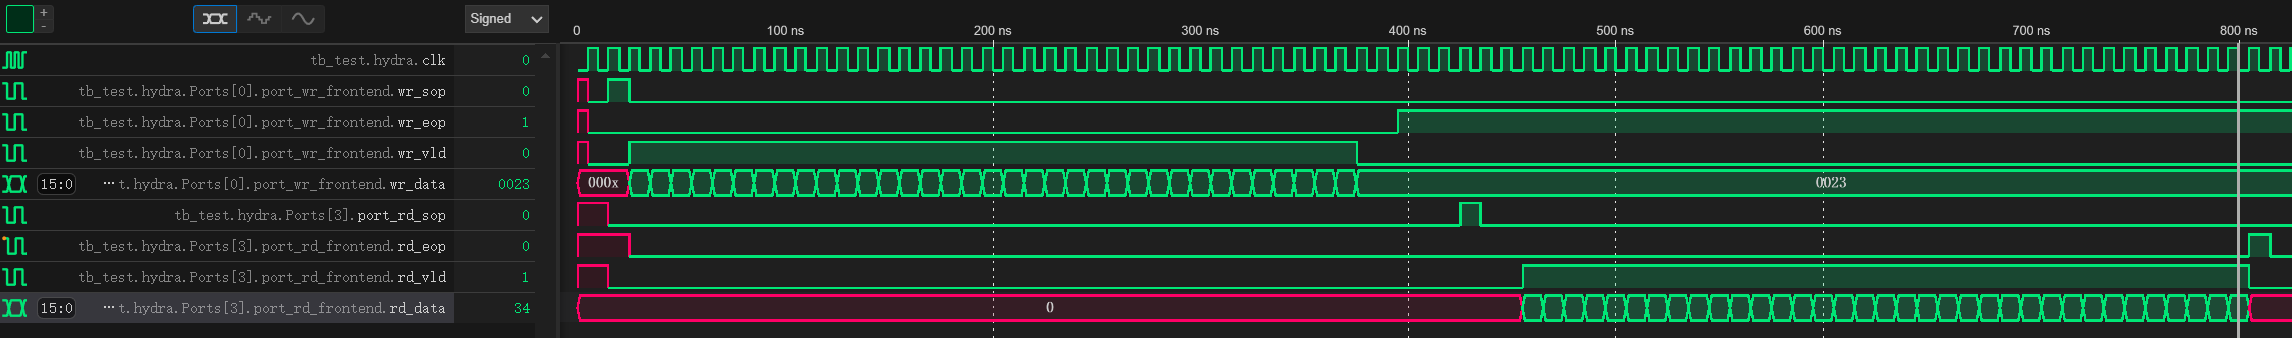 +
-
Signed
0 100 ns 200 ns 300 ns 400 ns 500 ns 600 ns 700 ns 800 ns
tb_test.hydra.clk 0
tb_test.hydra.Ports[0].port_wr_frontend.wr_sop 0
tb_test.hydra.Ports[0].port_wr_frontend.wr_eop 1
tb_test.hydra.Ports[0].port_wr_frontend.wr_vld 0
15:0 ⋯t.hydra.Ports[0].port_wr_frontend.wr_data 0023 000x 0023
tb_test.hydra.Ports[3].port_rd_sop 0
tb_test.hydra.Ports[3].port_rd_frontend.rd_eop 0
tb_test.hydra.Ports[3].port_rd_frontend.rd_vld 1
15:0 ⋯t.hydra.Ports[3].port_rd_frontend.rd_data 34 0